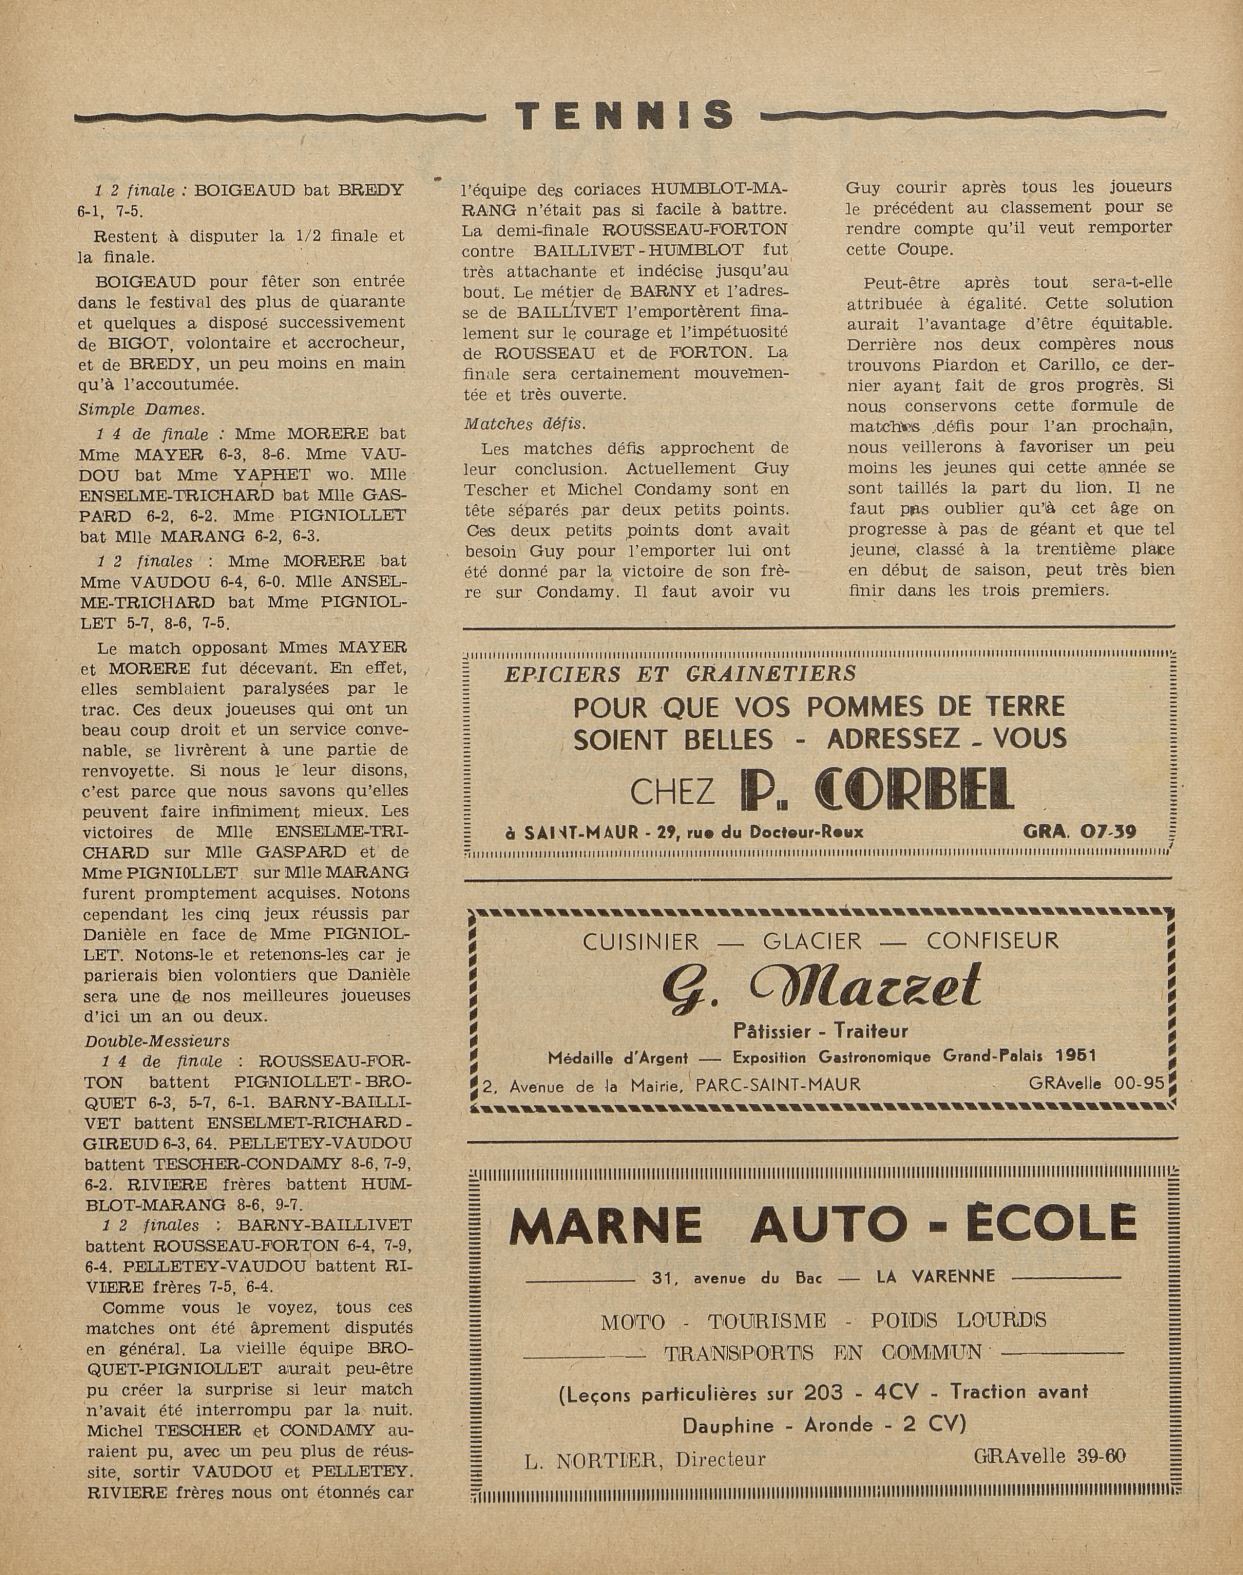 TENNIS
1 2 finale : BOIGEAUD bat BREDY
6-1, 7-5.
Restent à disputer la 1/2 finale et
la finale.
BOIGEAUD pour fêter son entrée
dans le festival des plus de quarante
et quelques a disposé successivement
de BIGOT, volontaire et accrocheur,
et de BREDY, un peu moins en main
qu'à l'accoutumée.
Simple Dames.
1 4 de finale : Mme MORERE bat
Mme MAYER 6-3, 8-6. Mme VAU-
DOU bat Mme YAPHET wo. Mlle
ENSELME-TRICHARD bat Mlle GAS-
PARD 6-2, 6-2. Mme PIGNIOLLET
bat Mlle MARANG 6-2, 6-3.
1 2 finales : Mme MORERE bat
Mme VAUDOU 6-4, 6-0. Mlle ANSEL-
ME-TRICHARD bat Mme PIGNIOL-
LET 5-7, 8-6, 7-5.
Le match opposant Mmes MAYER
et MORERE fut décevant. En effet,
elles semblaient paralysées par le
trac. Ces deux joueuses qui ont un
beau coup droit et un service conve-
nable, se livrèrent à une partie de
renvoyette. Si nous le leur disons,
c'est parce que nous savons qu'elles
peuvent faire infiniment mieux. Les
victoires de Mlle ENSELME-TRI-
CHARD sur Mlle GASPARD et de
Mme PIGNIOLLET sur Mlle MARANG
furent promptement acquises. Notons
cependant les cinq jeux réussis par
Danièle en face de Mme PIGNIOL-
LET. Notons-le et retenons-les car je
parierais bien volontiers que Danièle
sera une de nos meilleures joueuses
d'ici un an ou deux.
Double-Messieurs
1 4 de finale : ROUSSEAU-FOR-
TON battent PIGNIOLLET-BRO-
QUET 6-3, 5-7, 6-1. BARNY-BAILLI-
VET battent ENSELMET-RICHARD-
GIREUD 6-3, 64. PELLETEY-VAUDOU
battent TESCHER-CONDAMY 8-6, 7-9,
6-2. RIVIERE frères battent HUM-
BLOT-MARANG 8-6, 9-7.
1 2 finales : BARNY-BAILLIVET
battent ROUSSEAU-FORTON 6-4, 7-9,
6-4. PELLETEY-VAUDOU battent RI-
VIERE frères 7-5, 6-4.
Comme vous le voyez, tous ces
matches ont été âprement disputés
en général. La vieille équipe BRO-
QUET-PIGNIOLLET aurait peu-être
pu créer la surprise si leur match
n'avait été interrompu par la nuit.
Michel TESCHER et CONDAMY au-
raient pu, avec un peu plus de réus-
site, sortir VAUDOU et PELLETEY.
RIVIERE frères nous ont étonnés car
l'équipe des coriaces HUMBLOT-MA-
RANG n'était pas si facile à battre.
La demi-finale ROUSSEAU-FORTON
contre BAILLIVET-HUMBLOT fut
très attachante et indécise jusqu'au
bout. Le métier de BARNY et l'adres-
se de BAILLIVET l'emportèrent fina-
lement sur le courage et l'impétuosité
de ROUSSEAU et de FORTON. La
finale sera certainement mouvemen-
tée et très ouverte.
Matches défis.
Les matches défis approchent de
leur conclusion. Actuellement Guy
Tescher et Michel Condamy sont en
tête séparés par deux petits points.
Ces deux petits points dont avait
besoin Guy pour l'emporter lui ont
été donné par la victoire de son frè-
re sur Condamy. Il faut avoir vu
Guy courir après tous les joueurs
le précédent au classement pour se
rendre compte qu'il veut remporter
cette Coupe.
Peut-être après tout sera-t-elle
attribuée à égalité. Cette solution
aurait l'avantage d'être équitable.
Derrière nos deux compères nous
trouvons Piardon et Carillo, ce der-
nier ayant fait de gros progrès. Si
nous conservons cette formule de
matches défis pour l'an prochain,
nous veillerons à favoriser un peu
moins les jeunes qui cette année se
sont taillés la part du lion. Il ne
faut pas oublier qu'à cet âge on
progresse à pas de géant et que tel
jeune, classé à la trentième place
en début de saison, peut très bien
finir dans les trois premiers.
EPICIERS ET GRAINETIERS
POUR QUE VOS POMMES DE TERRE
SOIENT BELLES - ADRESSEZ - VOUS
CHEZ P. CORBEL
à SAINT-MAUR - 29, rue du Docteur-Roux GRA. 07-39
CUISINIER — GLACIER — CONFISEUR
G. Marzet
Pâtissier - Traiteur
Médaille d'Argent — Exposition Gastronomique Grand-Palais 1951
2, Avenue de la Mairie, PARC-SAINT-MAUR GRAvelle 00-95
MARNE AUTO - ÉCOLE
31, avenue du Bac — LA VARENNE
MOTO - TOURISME - POIDS LOURDS
TRANSPORTS EN COMMUN
(Leçons particulières sur 203 - 4CV - Traction avant
Dauphine - Aronde - 2 CV)
L. NORTIER, Directeur GRAvelle 39-60